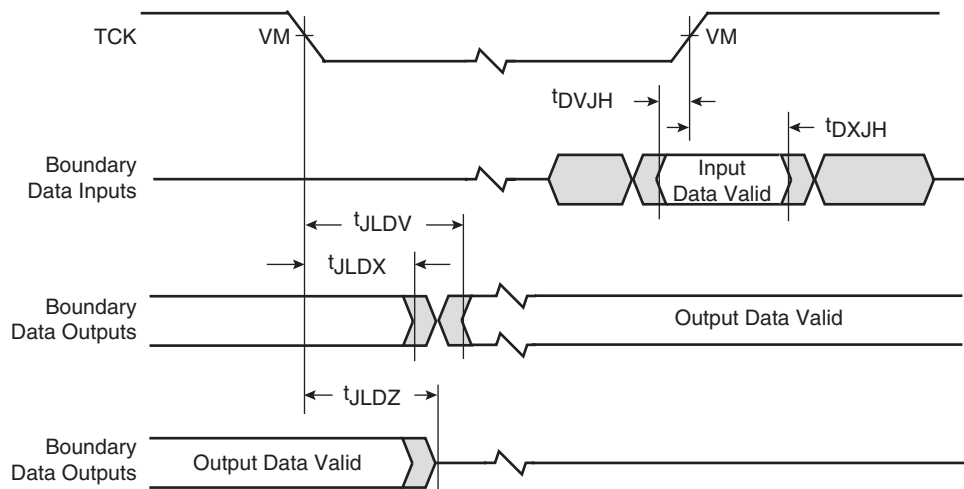 TCK
VM
VM
tDVJH
tDXJH
Boundary
Data Inputs
Input
Data Valid
tJLDV
tJLDX
Boundary
Data Outputs
Output Data Valid
tJLDZ
Boundary
Data Outputs
Output Data Valid